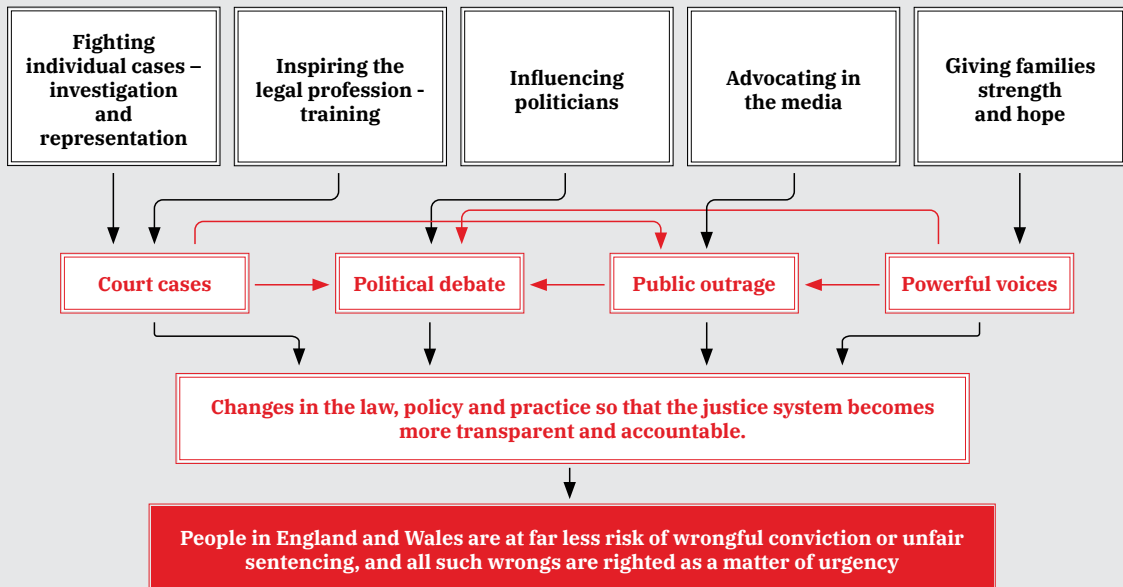 Fighting
individual cases –
investigation
and
representation
Inspiring the
legal profession -
training
Influencing
politicians
Advocating in
the media
Giving families
strength
and hope
Court cases
Political debate
Public outrage
Powerful voices
Changes in the law, policy and practice so that the justice system becomes
more transparent and accountable.
People in England and Wales are at far less risk of wrongful conviction or unfair
sentencing, and all such wrongs are righted as a matter of urgency